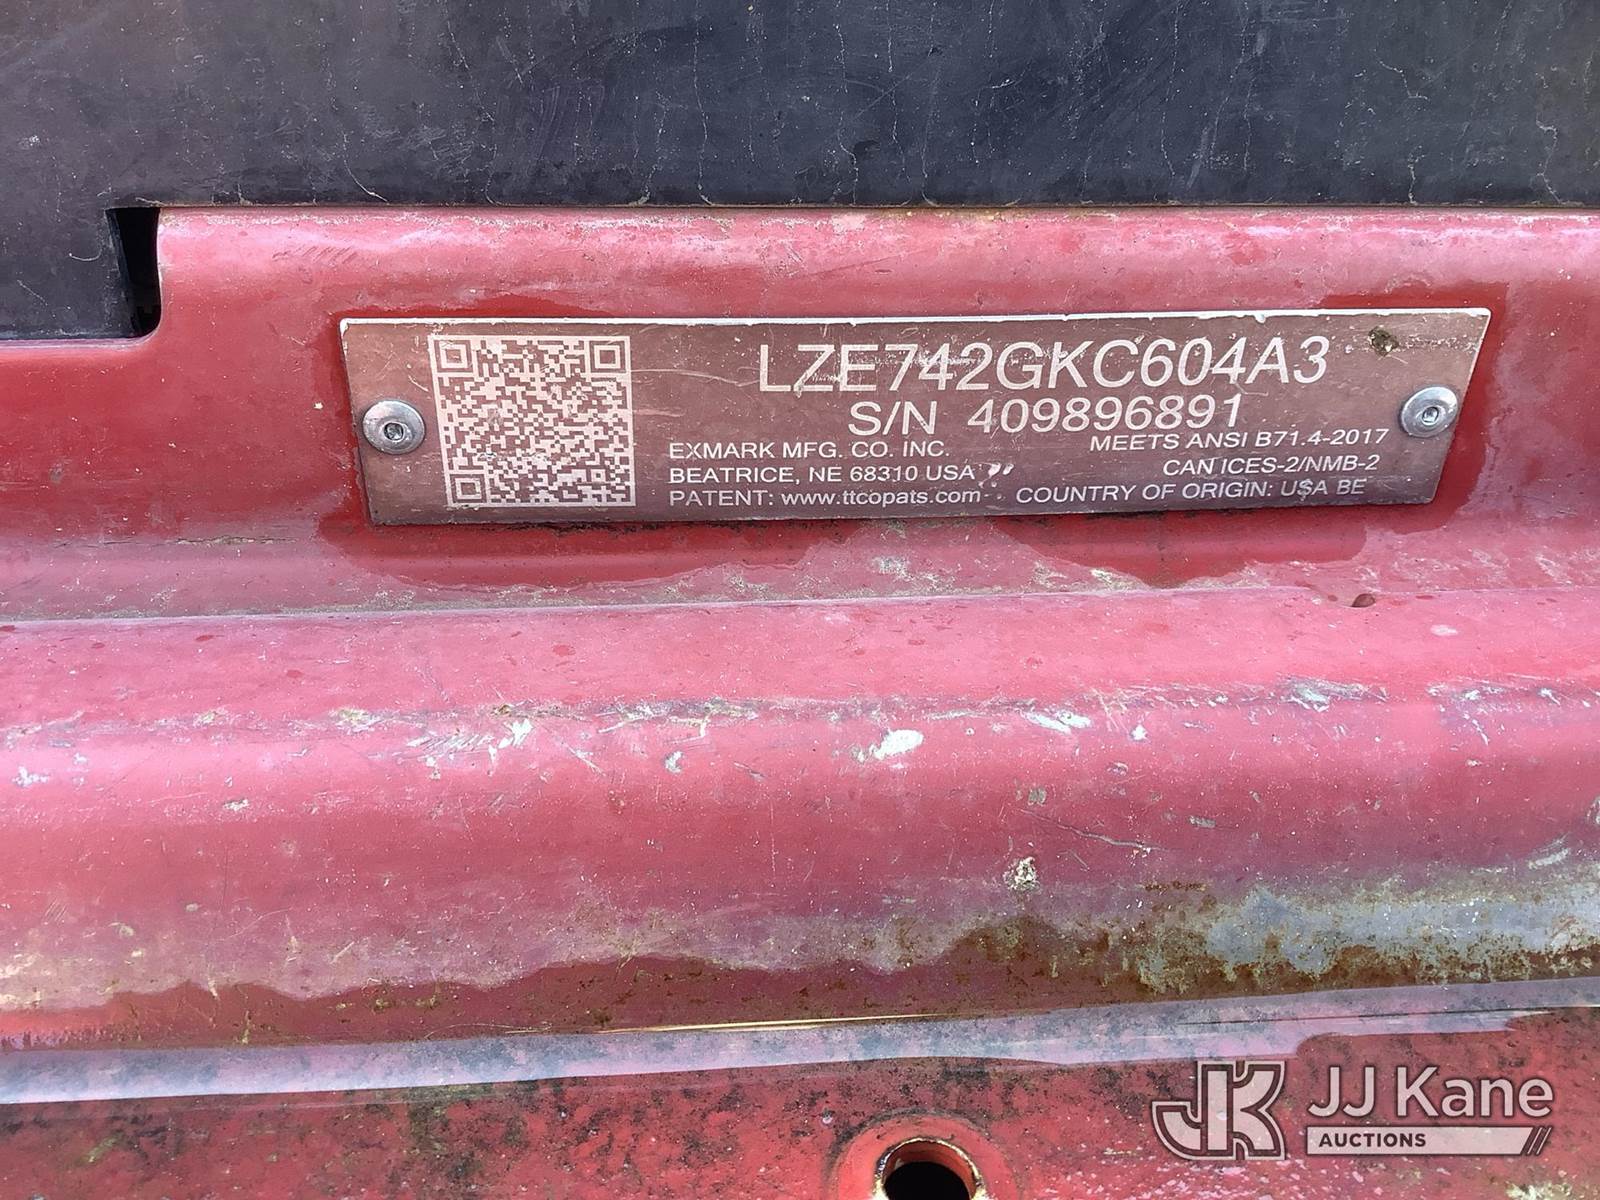 LZE742GKC604A3
S/N 409896891
EXMARK MFG. CO. INC.
BEATRICE, NE 68310 USA
PATENT: www.ttcopats.com
MEETS ANSI B71.4-2017
CAN ICES-2/NMB-2
COUNTRY OF ORIGIN: USA BE
JK JJ Kane
AUCTIONS